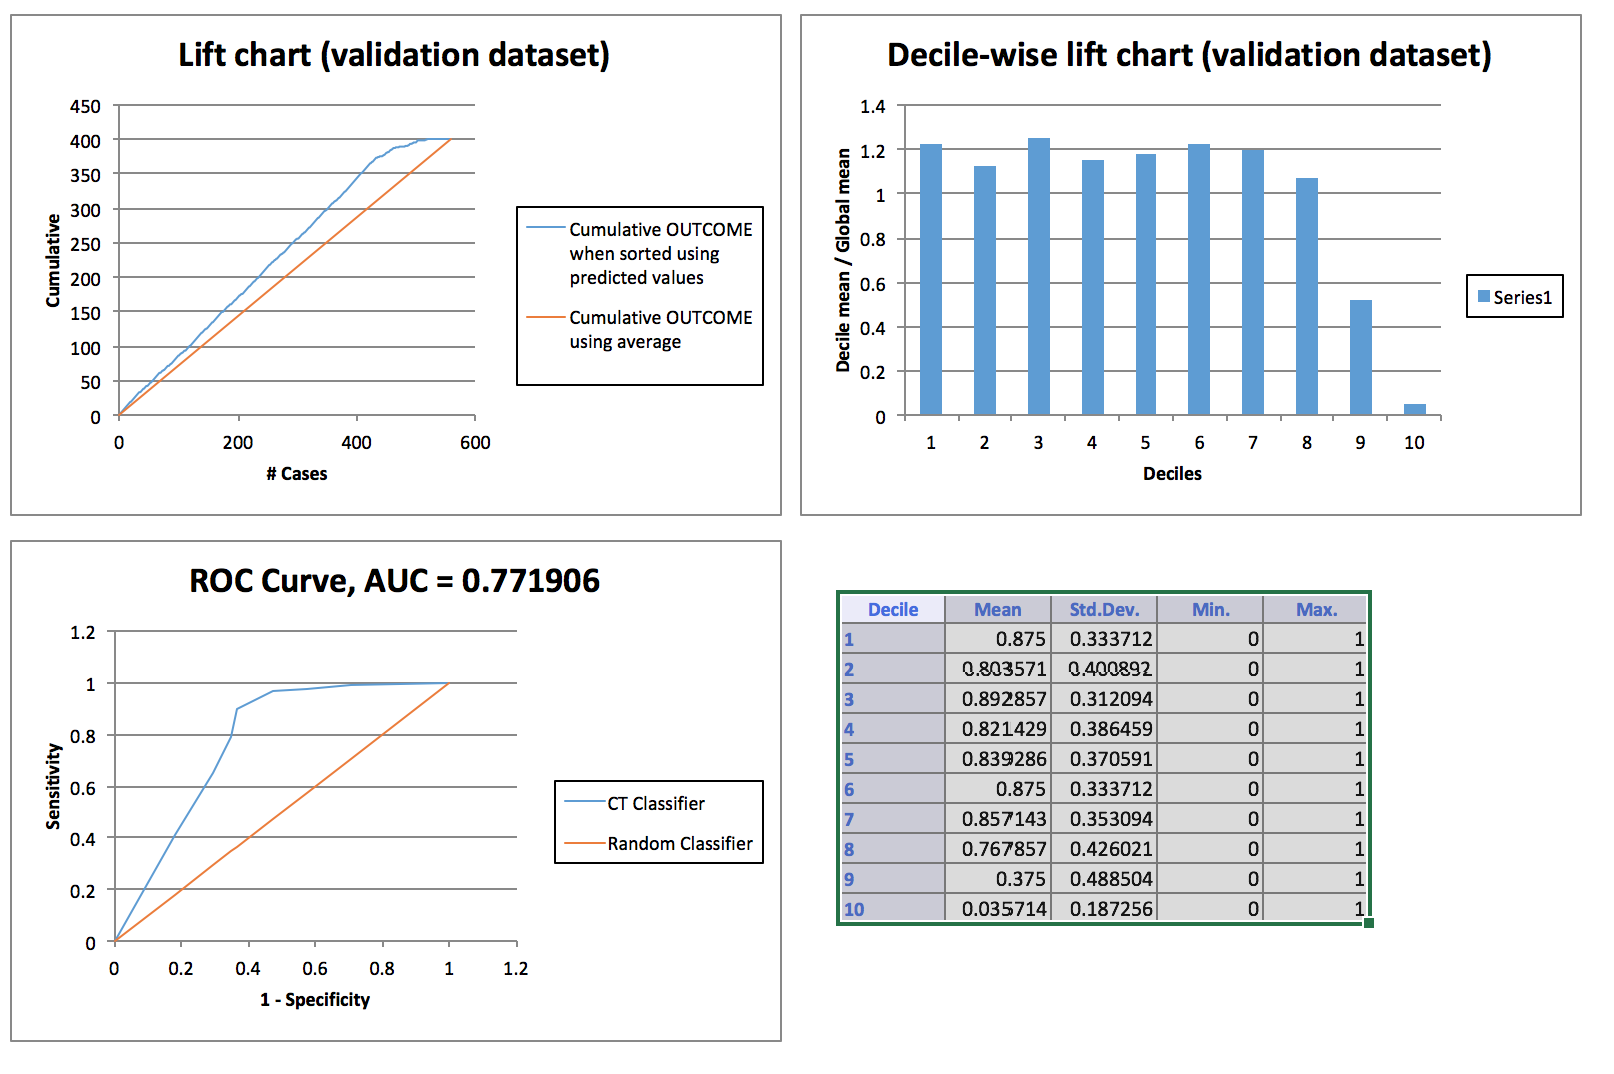 Lift chart (validation dataset)
450
400
350
300
250
200
150
100
50
0
Cumulative
0 200 400 600
# Cases
Cumulative OUTCOME
when sorted using
predicted values
Cumulative OUTCOME
using average
Decile-wise lift chart (validation dataset)
1.4
1.2
1
0.8
0.6
0.4
0.2
0
Decile mean / Global mean
1 2 3 4 5 6 7 8 9 10
Deciles
Series1
ROC Curve, AUC = 0.771906
1.2
1
0.8
0.6
0.4
0.2
0
Sensitivity
0 0.2 0.4 0.6 0.8 1 1.2
1 - Specificity
CT Classifier
Random Classifier
Decile Mean Std.Dev. Min. Max.
1 0.875 0.333712 0 1
2 0.803571 0.400892 0 1
3 0.892857 0.312094 0 1
4 0.821429 0.386459 0 1
5 0.839286 0.370591 0 1
6 0.875 0.333712 0 1
7 0.857143 0.353094 0 1
8 0.767857 0.426021 0 1
9 0.375 0.488504 0 1
10 0.035714 0.187256 0 1